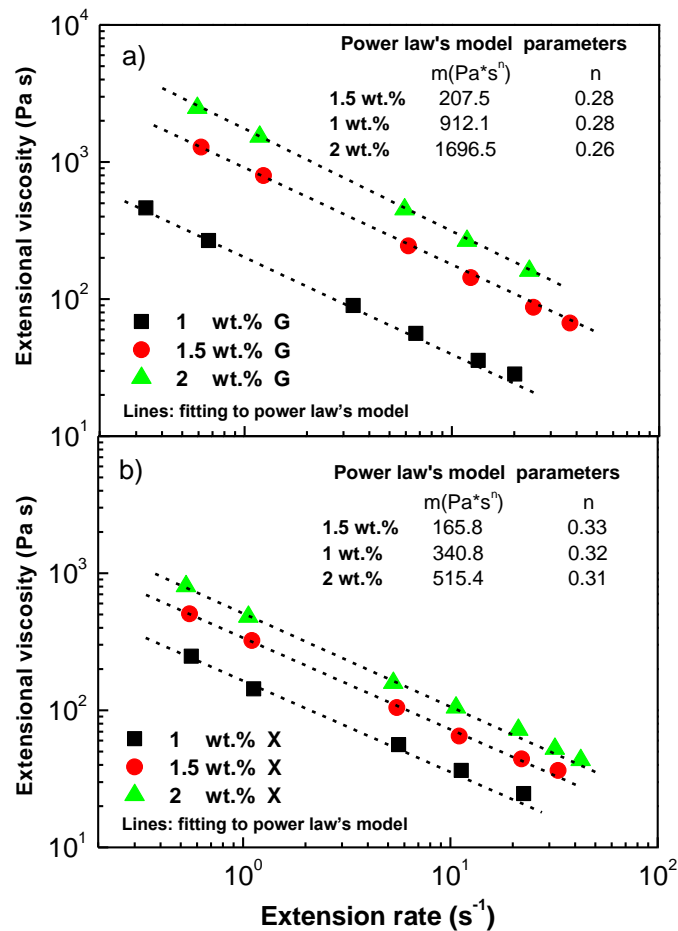 10^4
a)
Power law's model parameters
m(Pa*s^n) n
1.5 wt.% 207.5 0.28
1 wt.% 912.1 0.28
2 wt.% 1696.5 0.26
10^3
Extensional viscosity (Pa s)
10^2
1 wt.% G
1.5 wt.% G
2 wt.% G
Lines: fitting to power law's model
10^1
b)
Power law's model parameters
m(Pa*s^n) n
1.5 wt.% 165.8 0.33
1 wt.% 340.8 0.32
2 wt.% 515.4 0.31
10^3
Extensional viscosity (Pa s)
10^2
1 wt.% X
1.5 wt.% X
2 wt.% X
Lines: fitting to power law's model
10^1
10^0 10^1 10^2
Extension rate (s^-1)